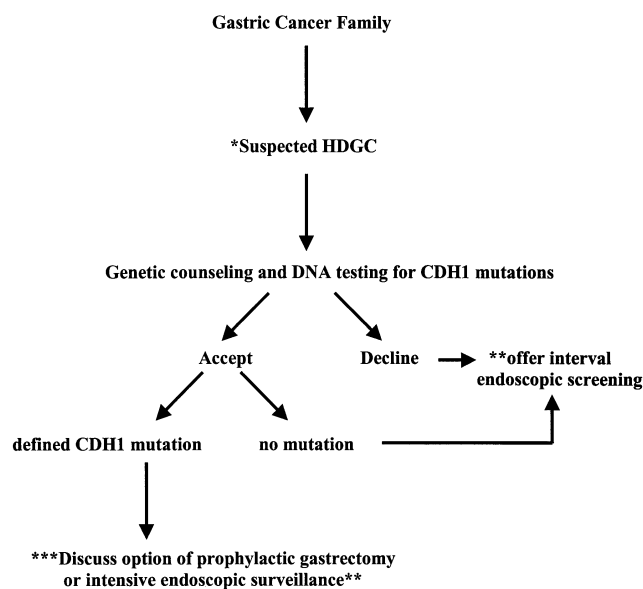 Gastric Cancer Family
*Suspected HDGC
Genetic counseling and DNA testing for CDH1 mutations
Accept
Decline
**offer interval
endoscopic screening
defined CDH1 mutation
no mutation
***Discuss option of prophylactic gastrectomy
or intensive endoscopic surveillance**